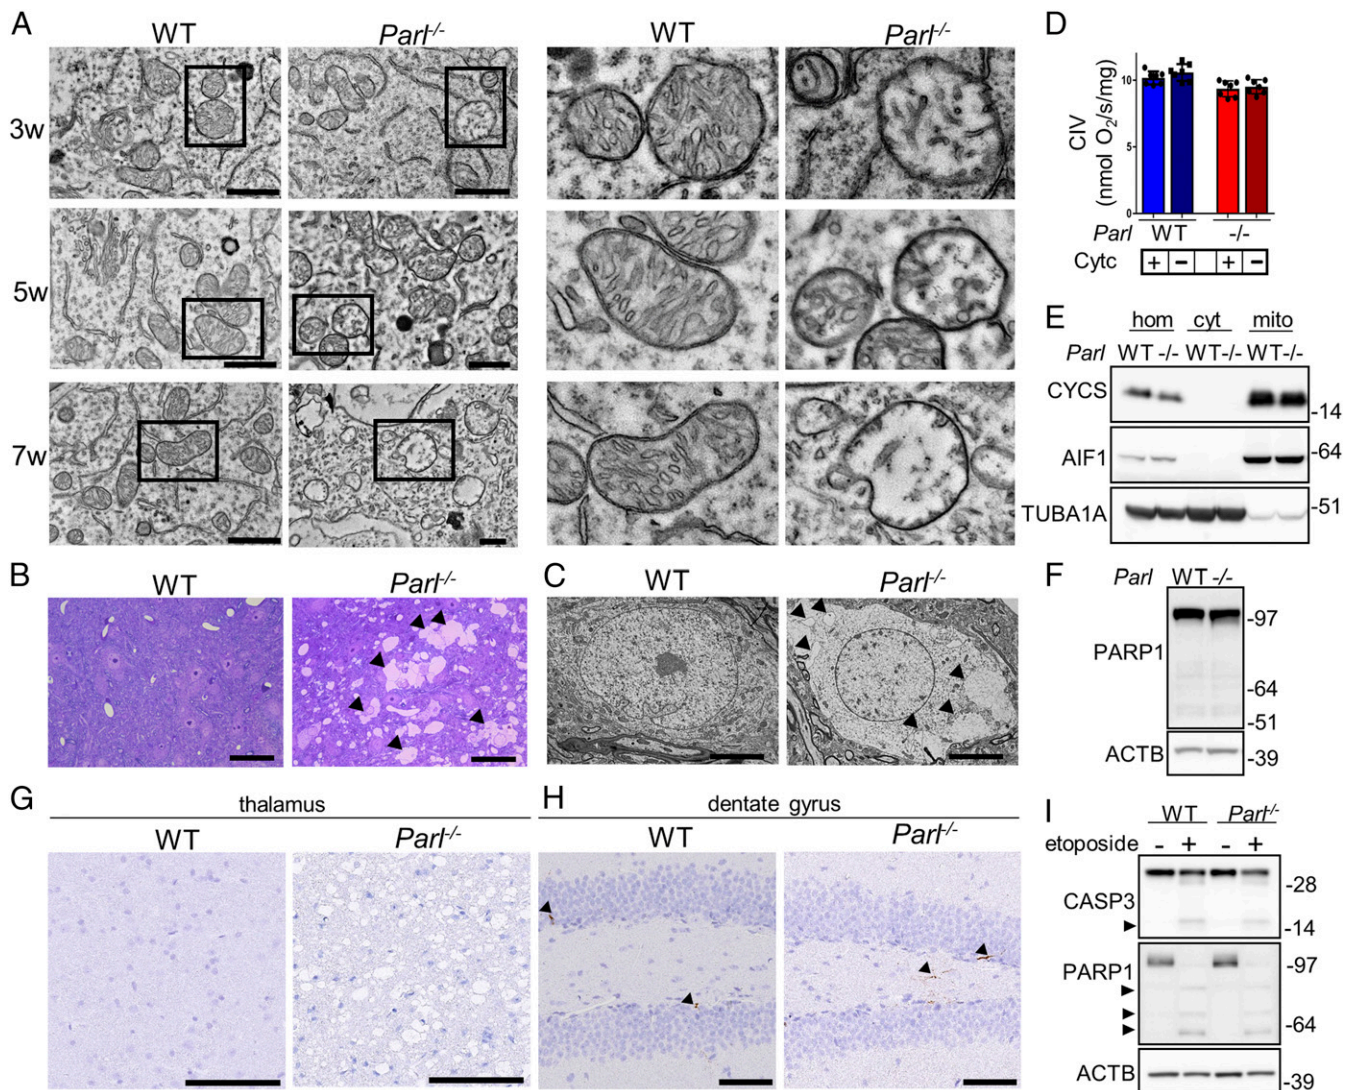 A
WT
Parl-/-
WT
Parl-/-
3w
5w
7w
B
WT
Parl-/-
C
WT
Parl-/-
D
CIV
(nmol O2/s/mg)
10
5
0
Parl WT -/-
Cytc + − + −
E
hom cyt mito
Parl WT -/- WT -/- WT -/-
CYCS
-14
AIF1
-64
TUBA1A
-51
F
Parl WT -/-
PARP1
-97
-64
-51
ACTB
-39
G
thalamus
WT
Parl-/-
H
dentate gyrus
WT
Parl-/-
I
WT Parl-/-
etoposide - + - +
CASP3
-28
-14
PARP1
-97
-64
ACTB
-39